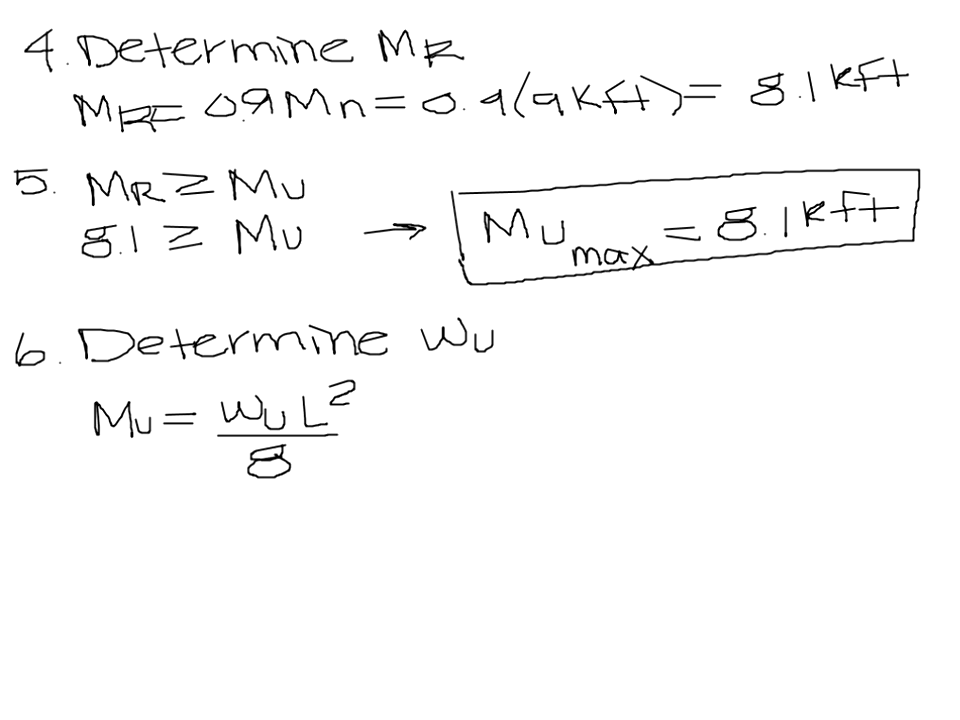 4. Determine MR
MR= 0.9Mn = 0.9(9kft) = 8.1kft
5. MR ≥ MU
8.1 ≥ MU → MU max = 8.1kft
6. Determine WU
MU = WU L² / 8